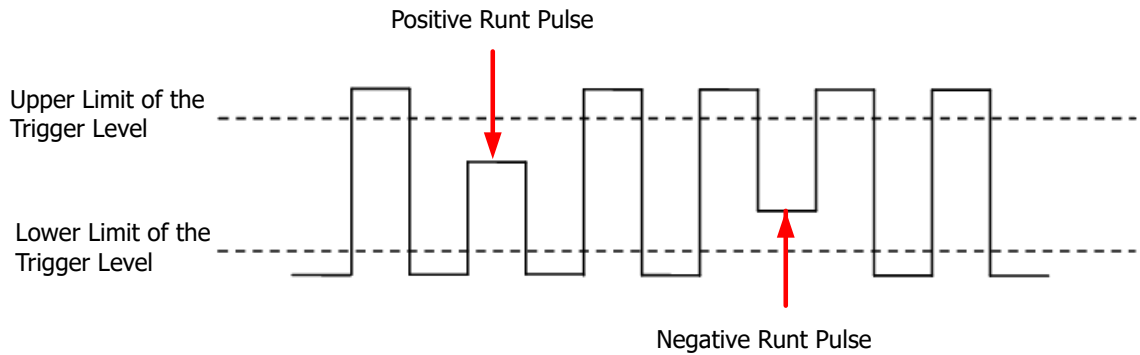 Positive Runt Pulse
Upper Limit of the
Trigger Level
Lower Limit of the
Trigger Level
Negative Runt Pulse